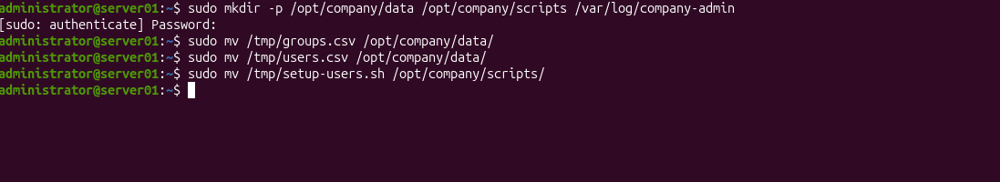 administrator@server01:~$ sudo mkdir -p /opt/company/data /opt/company/scripts /var/log/company-admin
[sudo: authenticate] Password:
administrator@server01:~$ sudo mv /tmp/groups.csv /opt/company/data/
administrator@server01:~$ sudo mv /tmp/users.csv /opt/company/data/
administrator@server01:~$ sudo mv /tmp/setup-users.sh /opt/company/scripts/
administrator@server01:~$